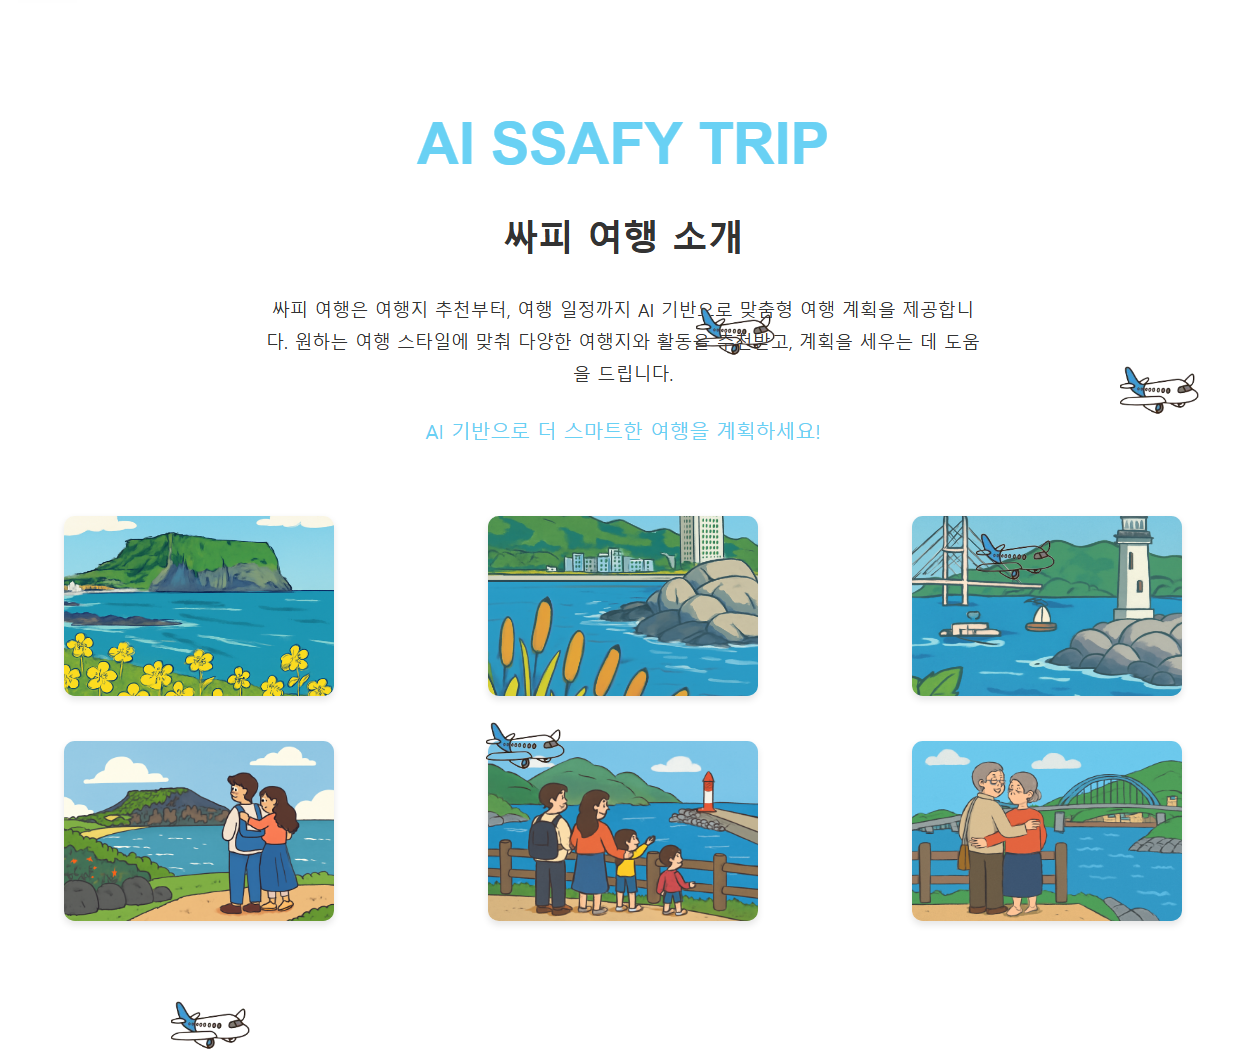 AI SSAFY TRIP
싸피 여행 소개
싸피 여행은 여행지 추천부터, 여행 일정까지 AI 기반으로 맞춤형 여행 계획을 제공합니
다. 원하는 여행 스타일에 맞춰 다양한 여행지와 활동을 추천받고, 계획을 세우는 데 도움
을 드립니다.
AI 기반으로 더 스마트한 여행을 계획하세요!